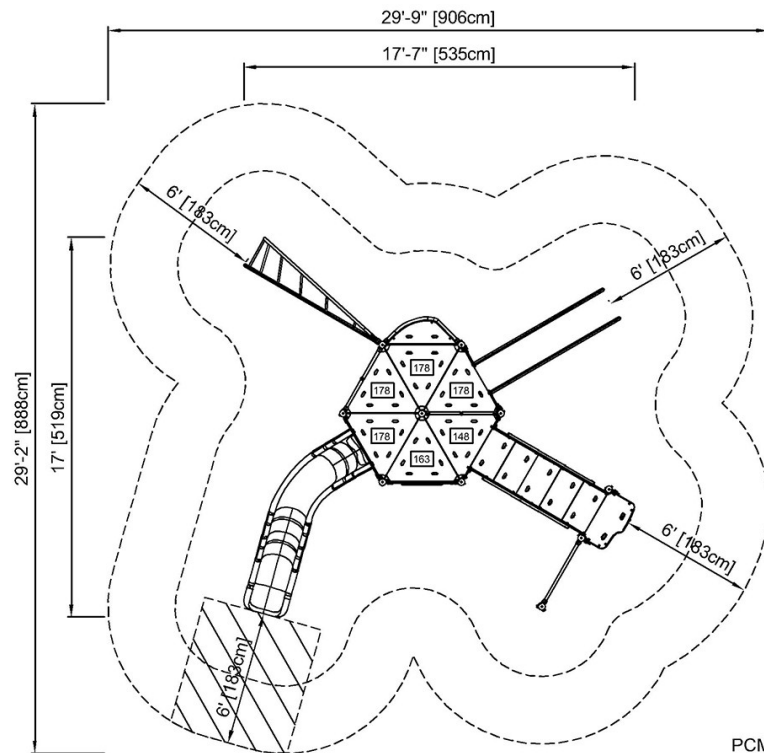 29'-9" [906cm]
17'-7" [535cm]
6' [183cm]
6' [183cm]
29'-2" [888cm]
17' [519cm]
178
178
178
178
148
163
6' [183cm]
6' [183cm]
PCM